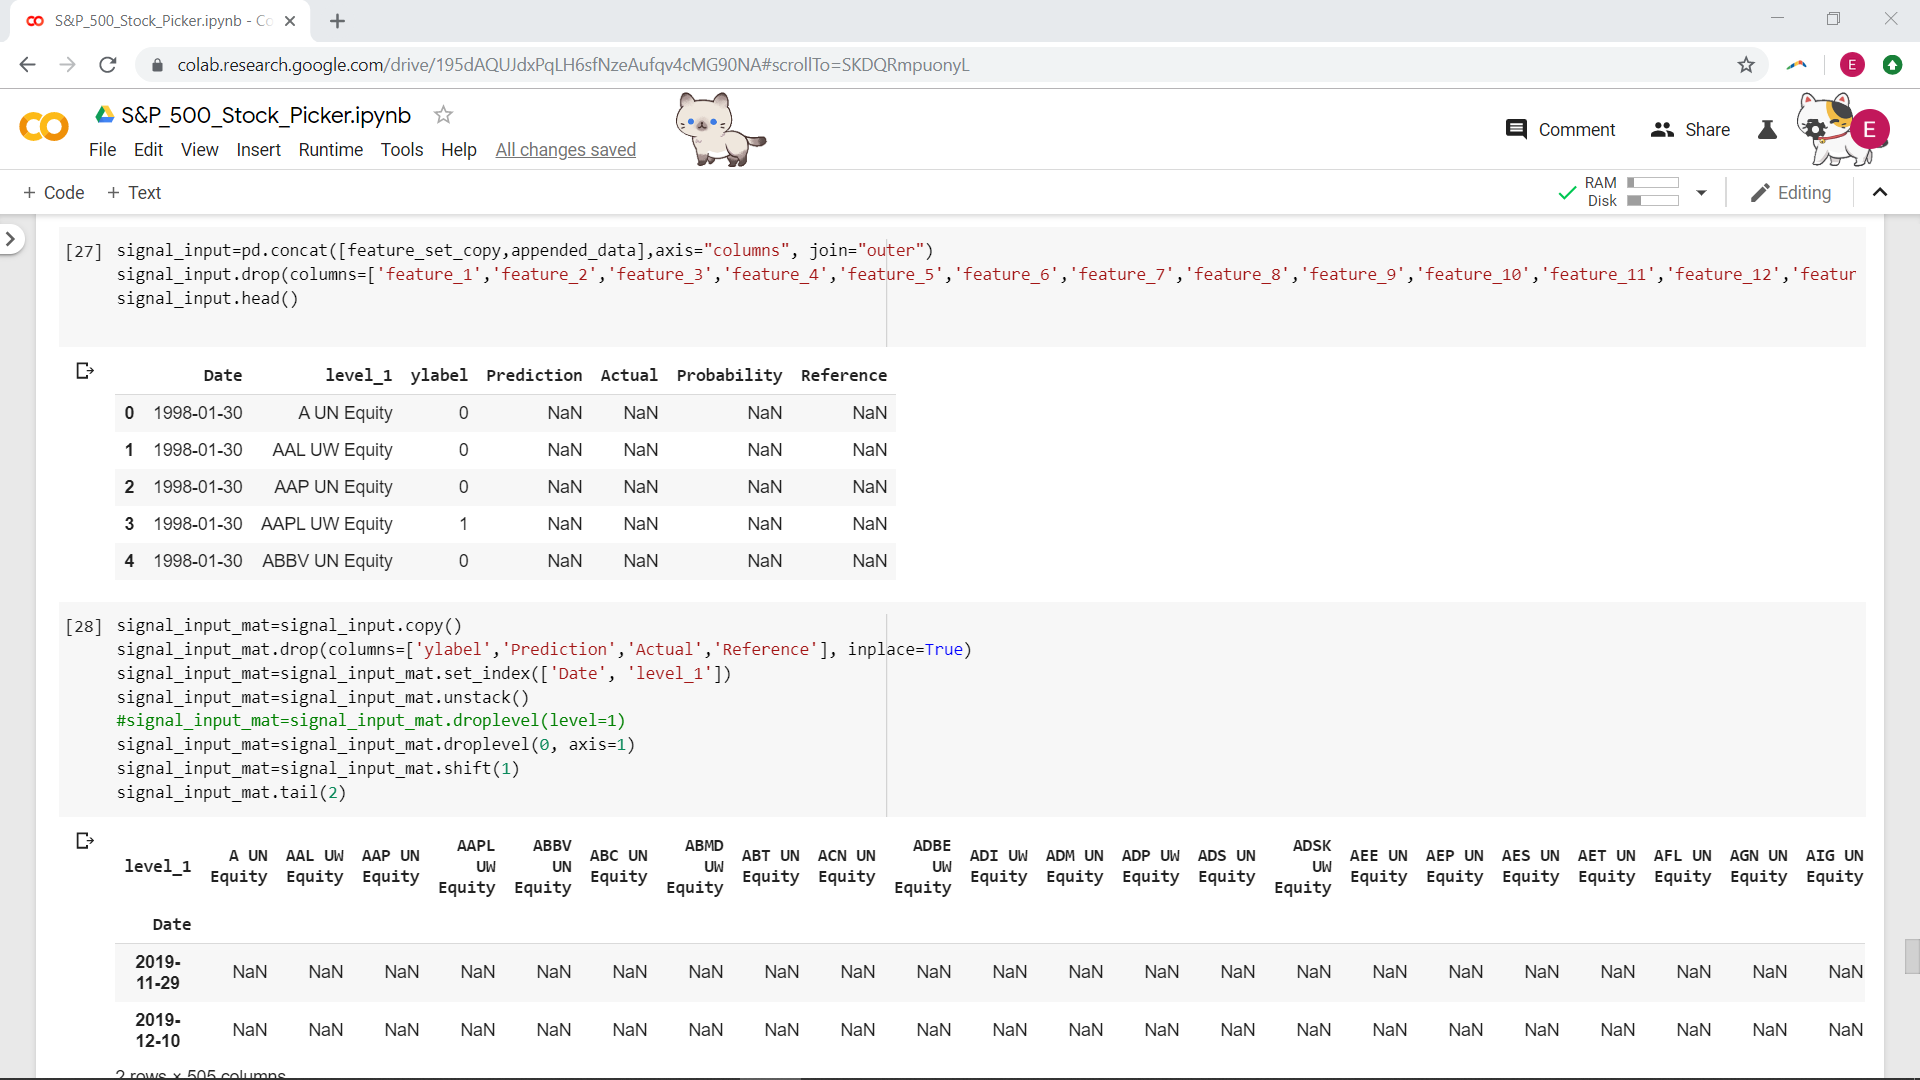 S&P_500_Stock_Picker.ipynb - Co
colab.research.google.com/drive/195dAQUJdxPqLH6sfNzeAufqv4cMG90NA#scrollTo=SKDQRmpuonyL
E
S&P_500_Stock_Picker.ipynb
File Edit View Insert Runtime Tools Help All changes saved
Comment Share E
+ Code + Text
RAM
Disk
Editing
[27] signal_input=pd.concat([feature_set_copy,appended_data],axis="columns", join="outer")
signal_input.drop(columns=['feature_1','feature_2','feature_3','feature_4','feature_5','feature_6','feature_7','feature_8','feature_9','feature_10','feature_11','feature_12','featur
signal_input.head()
Date level_1 ylabel Prediction Actual Probability Reference
0 1998-01-30 A UN Equity 0 NaN NaN NaN NaN
1 1998-01-30 AAL UW Equity 0 NaN NaN NaN NaN
2 1998-01-30 AAP UN Equity 0 NaN NaN NaN NaN
3 1998-01-30 AAPL UW Equity 1 NaN NaN NaN NaN
4 1998-01-30 ABBV UN Equity 0 NaN NaN NaN NaN
[28] signal_input_mat=signal_input.copy()
signal_input_mat.drop(columns=['ylabel','Prediction','Actual','Reference'], inplace=True)
signal_input_mat=signal_input_mat.set_index(['Date', 'level_1'])
signal_input_mat=signal_input_mat.unstack()
#signal_input_mat=signal_input_mat.droplevel(level=1)
signal_input_mat=signal_input_mat.droplevel(0, axis=1)
signal_input_mat=signal_input_mat.shift(1)
signal_input_mat.tail(2)
level_1 A UN Equity AAL UW Equity AAP UN Equity AAPL UW Equity ABBV UN Equity ABC UN Equity ABMD UW Equity ABT UN Equity ACN UN Equity ADBE UW Equity ADI UW Equity ADM UN Equity ADP UW Equity ADS UN Equity ADSK UW Equity AEE UN Equity AEP UN Equity AES UN Equity AET UN Equity AFL UN Equity AGN UN Equity AIG UN Equity
Date
2019-11-29 NaN NaN NaN NaN NaN NaN NaN NaN NaN NaN NaN NaN NaN NaN NaN NaN NaN NaN NaN NaN NaN NaN
2019-12-10 NaN NaN NaN NaN NaN NaN NaN NaN NaN NaN NaN NaN NaN NaN NaN NaN NaN NaN NaN NaN NaN NaN
2 rows × 505 columns